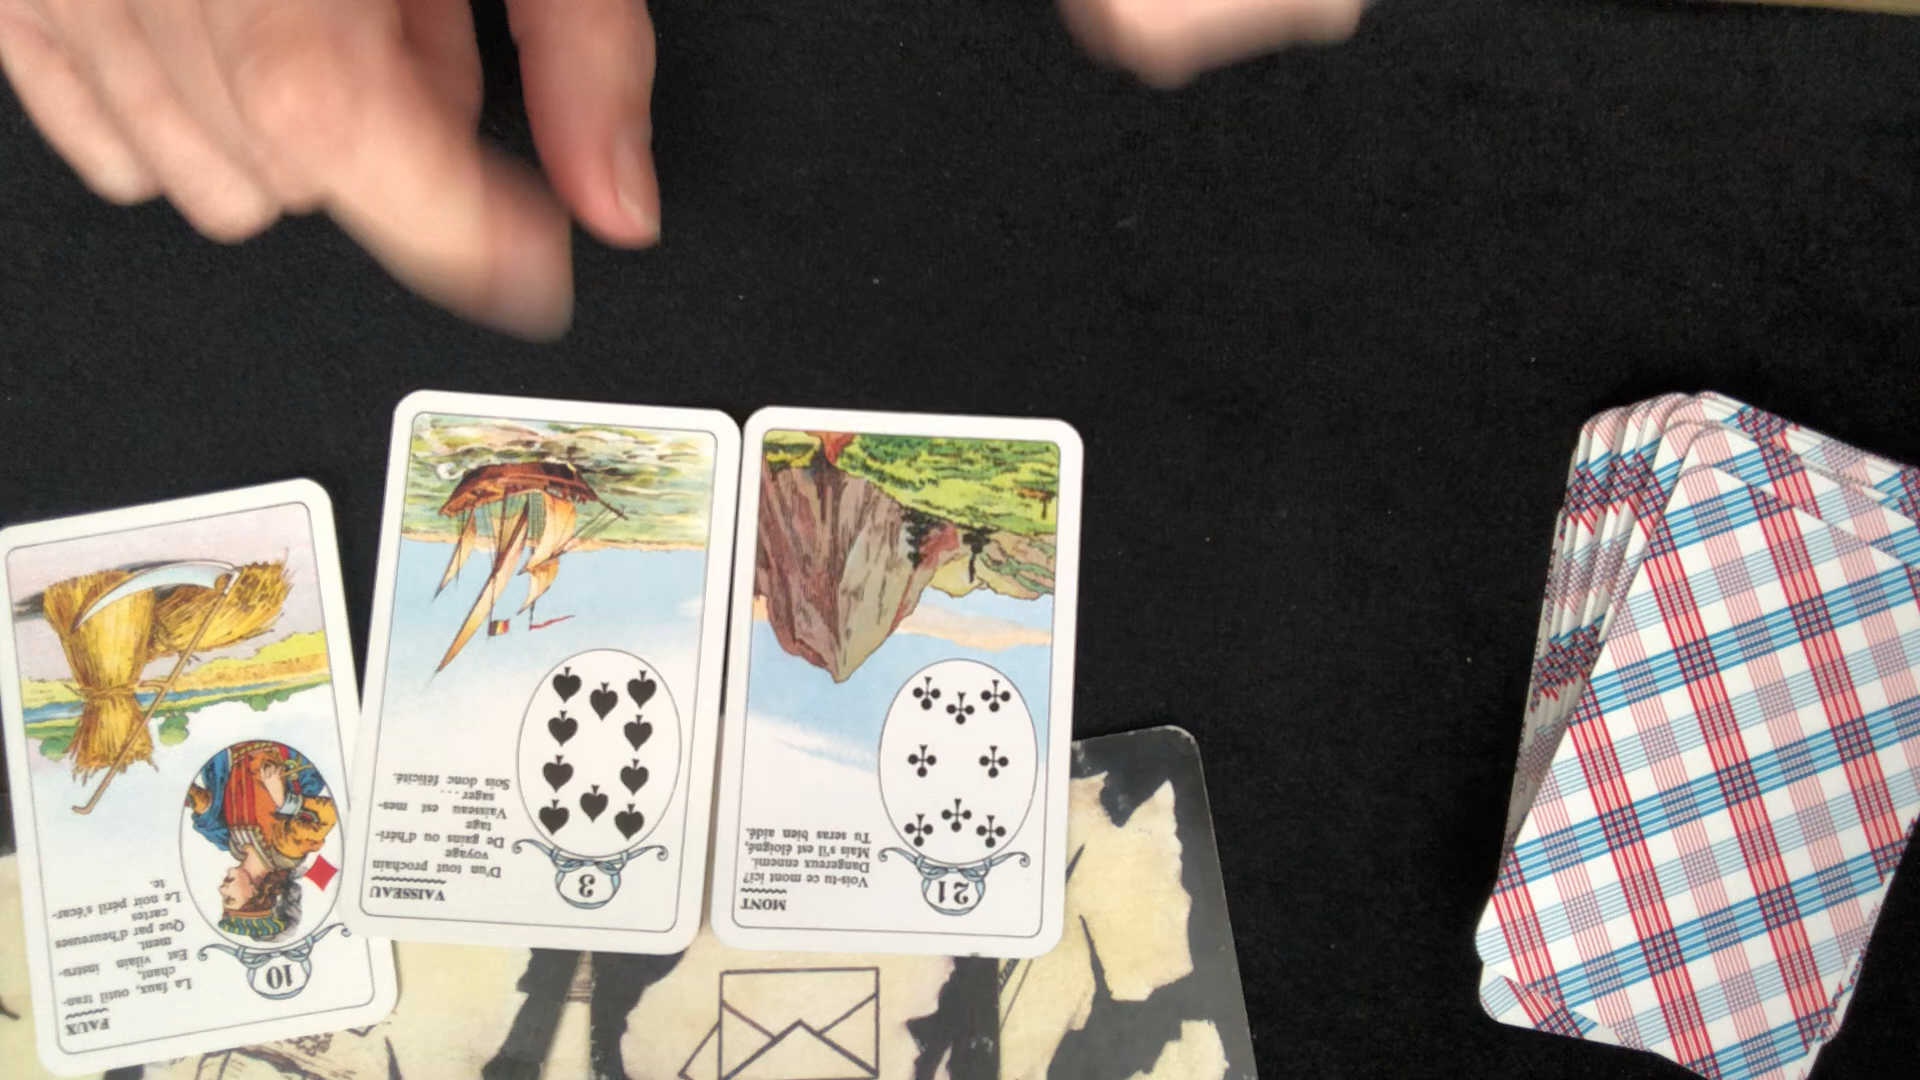 MONT
21
Vois-tu ce mont ici?
Dangereux ennemi.
Mais s'il est éloigné,
Tu seras bien aidé.
VAISSEAU
3
D'un tout prochain
voyage
De gains ou d'héri-
tage
Vaisseau est mes-
sager....
Sois donc félicité.
FAUX
10
La faux, outil tran-
chant,
Est vilain instru-
ment.
Que par d'heureuses
cartes
Le noir péril s'écar-
te.